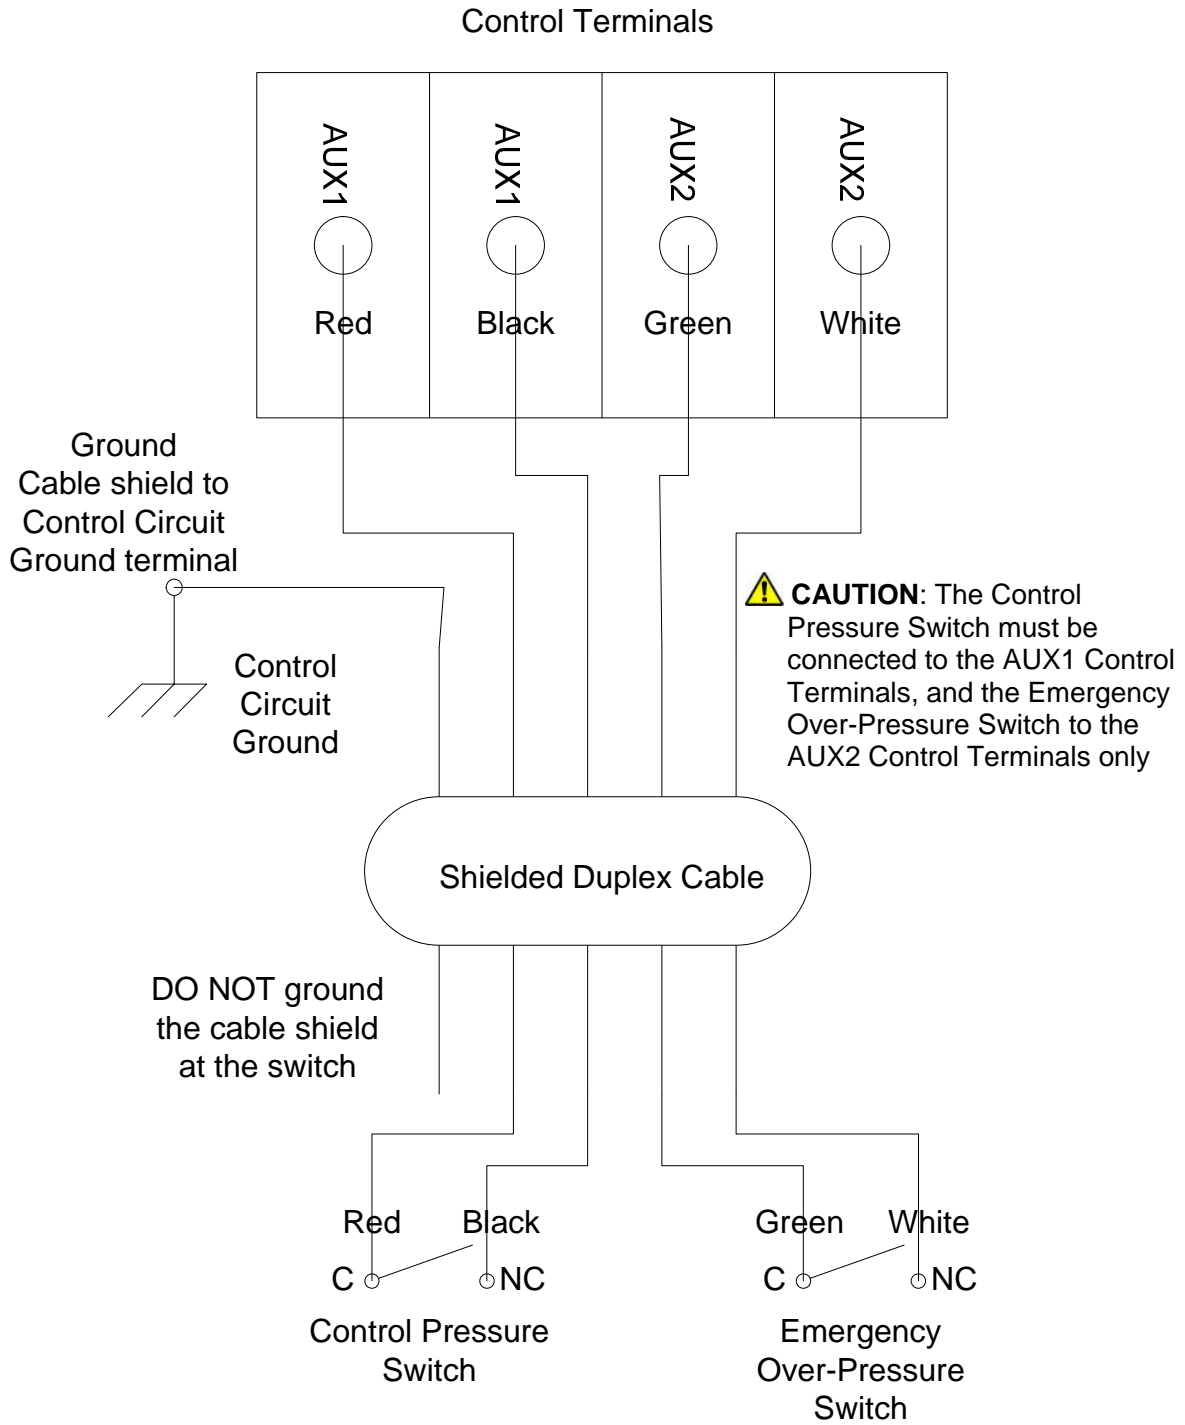 Control Terminals
AUX1
AUX1
AUX2
AUX2
Red
Black
Green
White
Ground
Cable shield to
Control Circuit
Ground terminal
Control
Circuit
Ground
CAUTION: The Control
Pressure Switch must be
connected to the AUX1 Control
Terminals, and the Emergency
Over-Pressure Switch to the
AUX2 Control Terminals only
Shielded Duplex Cable
DO NOT ground
the cable shield
at the switch
Red
Black
Green
White
C
NC
C
NC
Control Pressure
Switch
Emergency
Over-Pressure
Switch